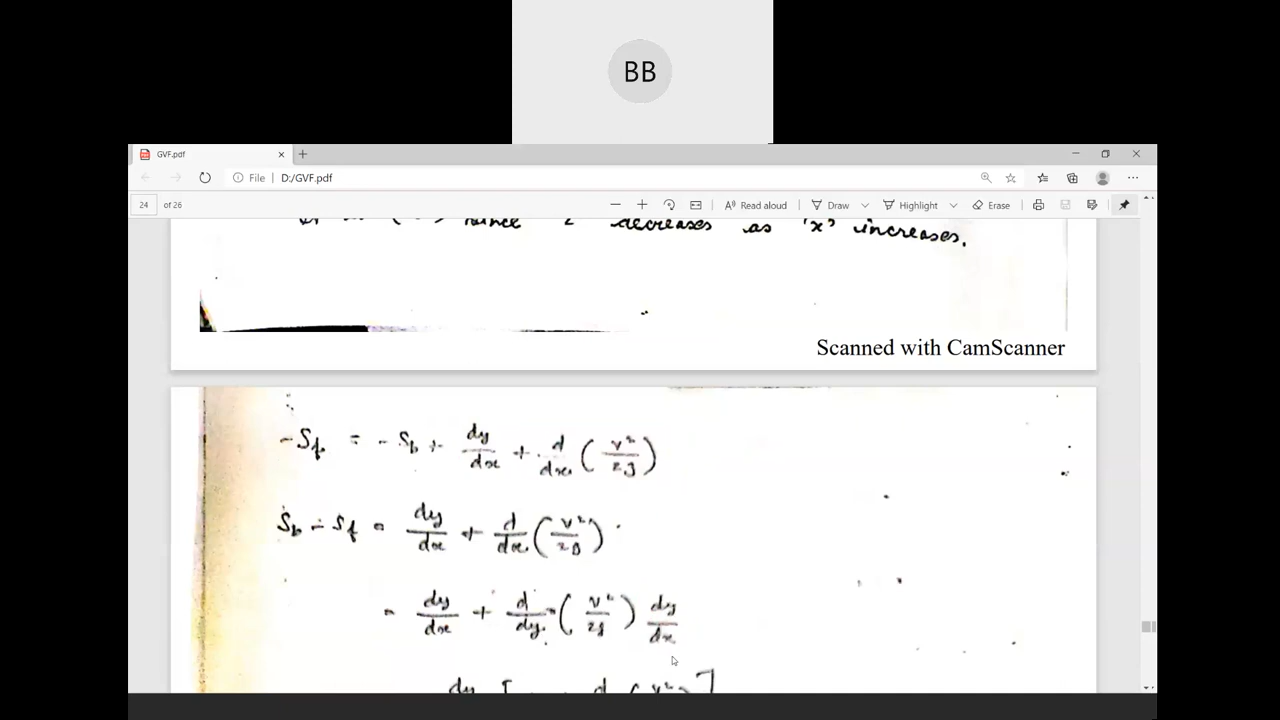 BB
GVF.pdf
File | D:/GVF.pdf
24 of 26 Read aloud Draw Highlight Erase
since decreases as 'x' increases.
Scanned with CamScanner
-Sf = -Sb + dy/dx + d/dx (v²/2g)
Sb - Sf = dy/dx + d/dx (v²/2g)
= dy/dx + d/dy (v²/2g) dy/dx